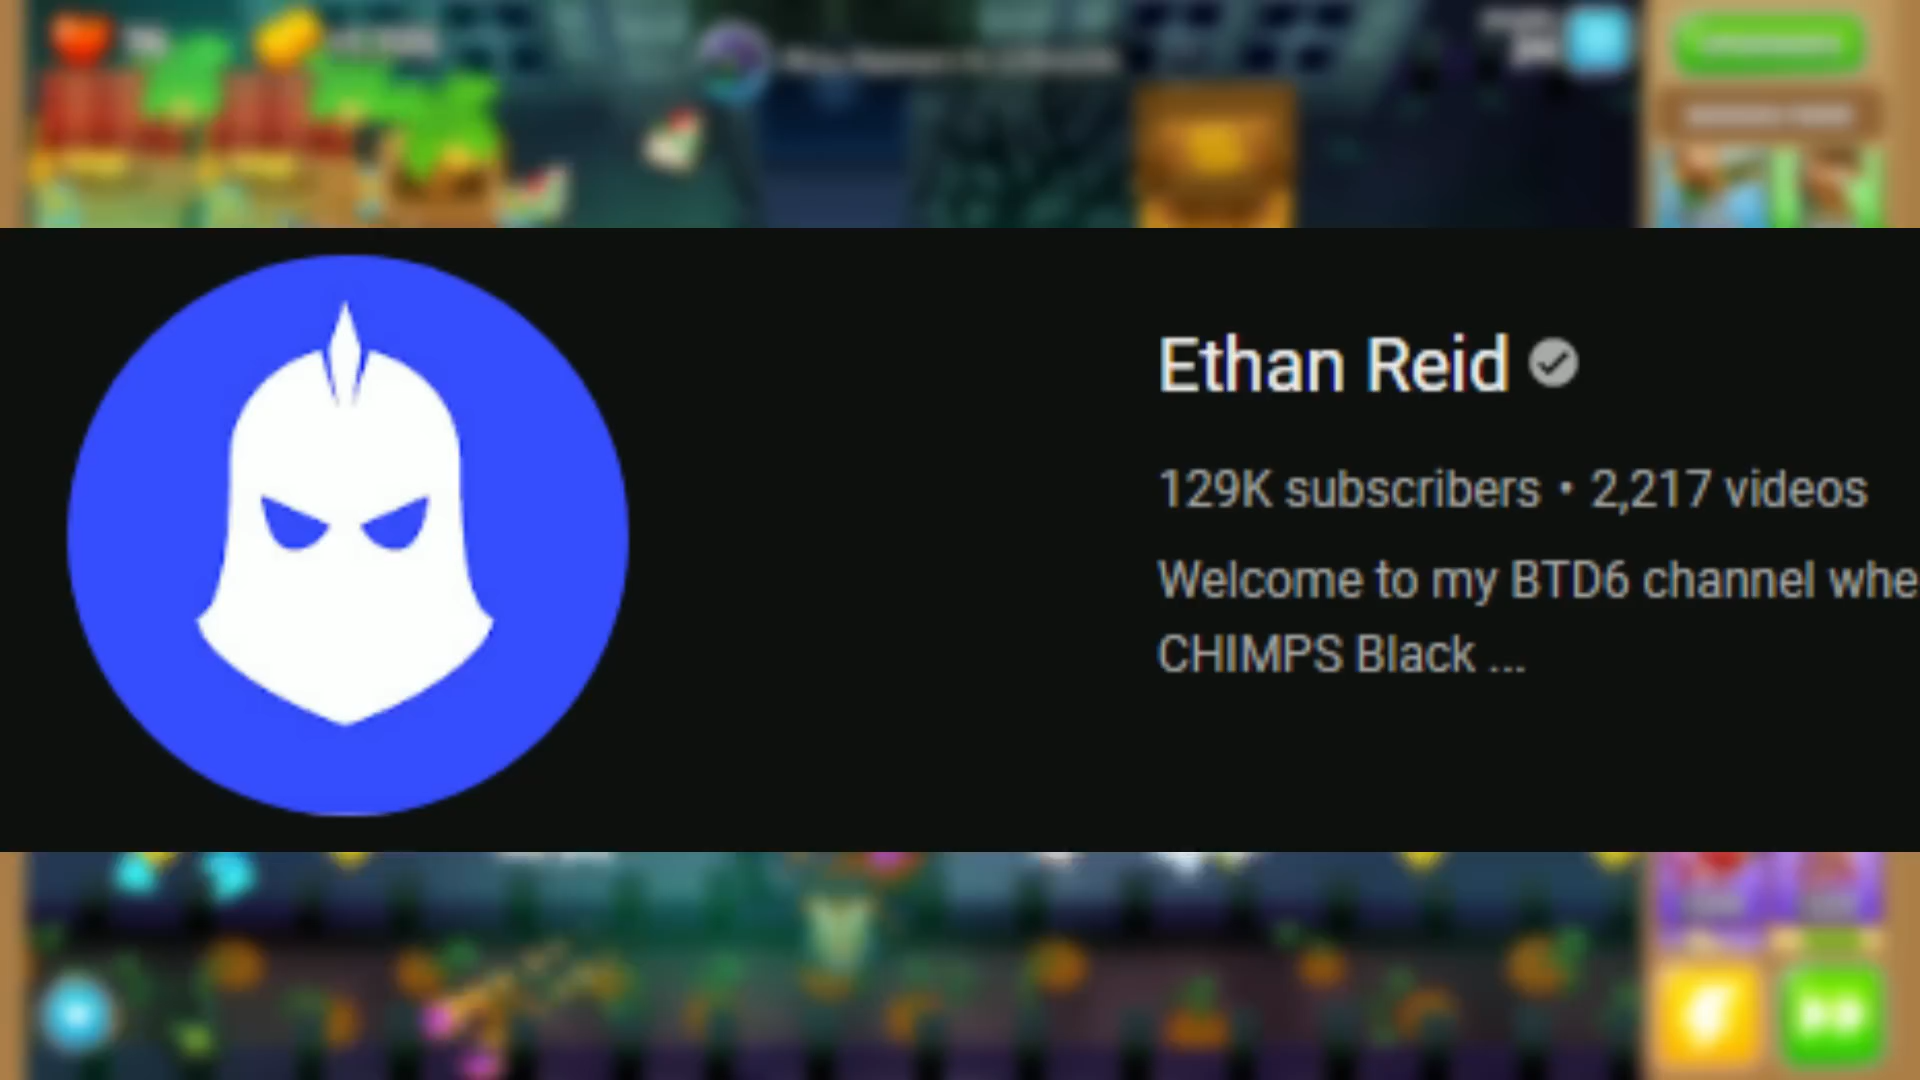 Ethan Reid
129K subscribers • 2,217 videos
Welcome to my BTD6 channel whe
CHIMPS Black ...